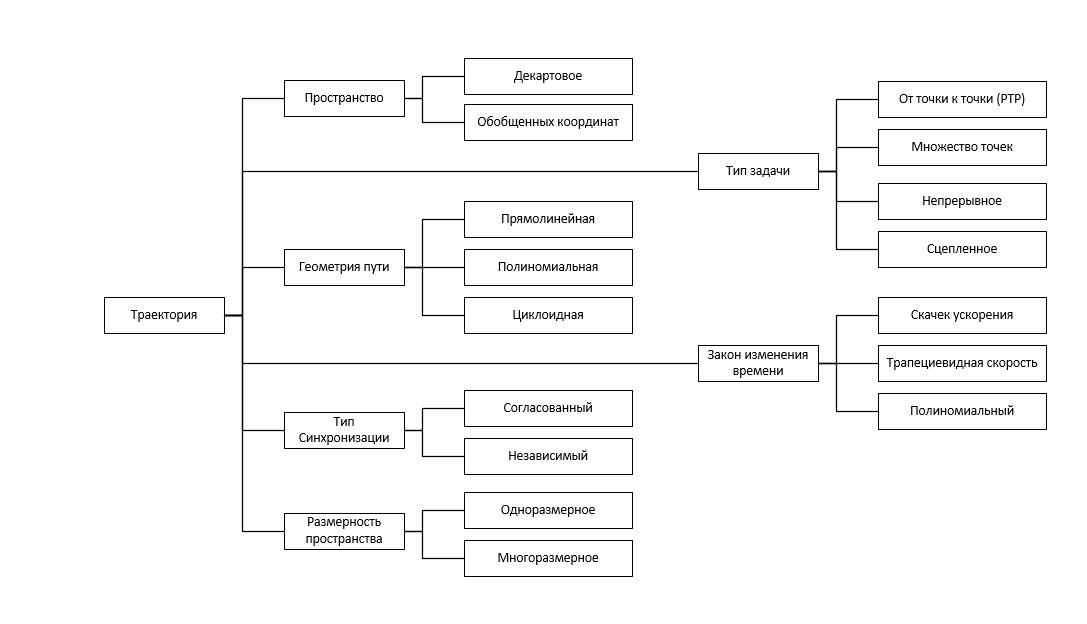 Траектория
Пространство
Декартовое
Обобщенных координат
Тип задачи
От точки к точки (PTP)
Множество точек
Непрерывное
Сцепленное
Геометрия пути
Прямолинейная
Полиномиальная
Циклоидная
Закон изменения
времени
Скачек ускорения
Трапециевидная скорость
Полиномиальный
Тип
Синхронизации
Согласованный
Независимый
Размерность
пространства
Одноразмерное
Многоразмерное